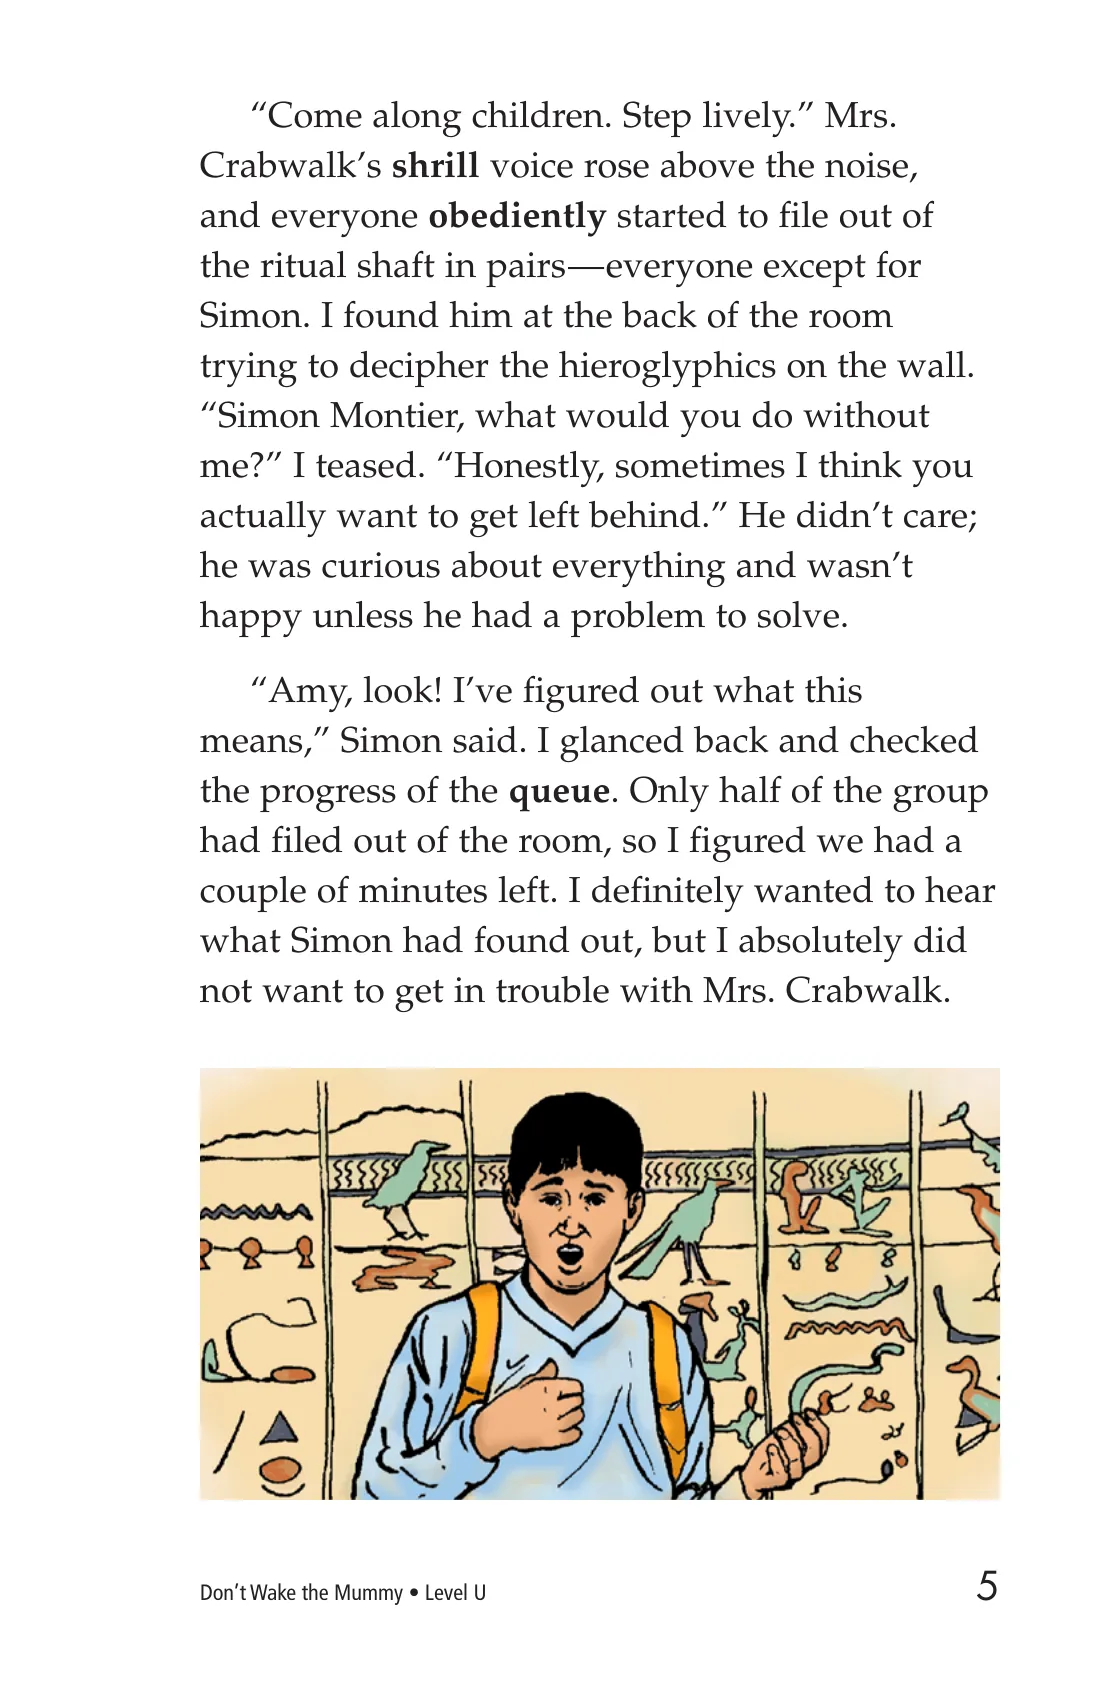 “Come along children. Step lively.” Mrs.
Crabwalk’s shrill voice rose above the noise,
and everyone obediently started to file out of
the ritual shaft in pairs—everyone except for
Simon. I found him at the back of the room
trying to decipher the hieroglyphics on the wall.
“Simon Montier, what would you do without
me?” I teased. “Honestly, sometimes I think you
actually want to get left behind.” He didn’t care;
he was curious about everything and wasn’t
happy unless he had a problem to solve.
“Amy, look! I’ve figured out what this
means,” Simon said. I glanced back and checked
the progress of the queue. Only half of the group
had filed out of the room, so I figured we had a
couple of minutes left. I definitely wanted to hear
what Simon had found out, but I absolutely did
not want to get in trouble with Mrs. Crabwalk.
Don’t Wake the Mummy • Level U
5